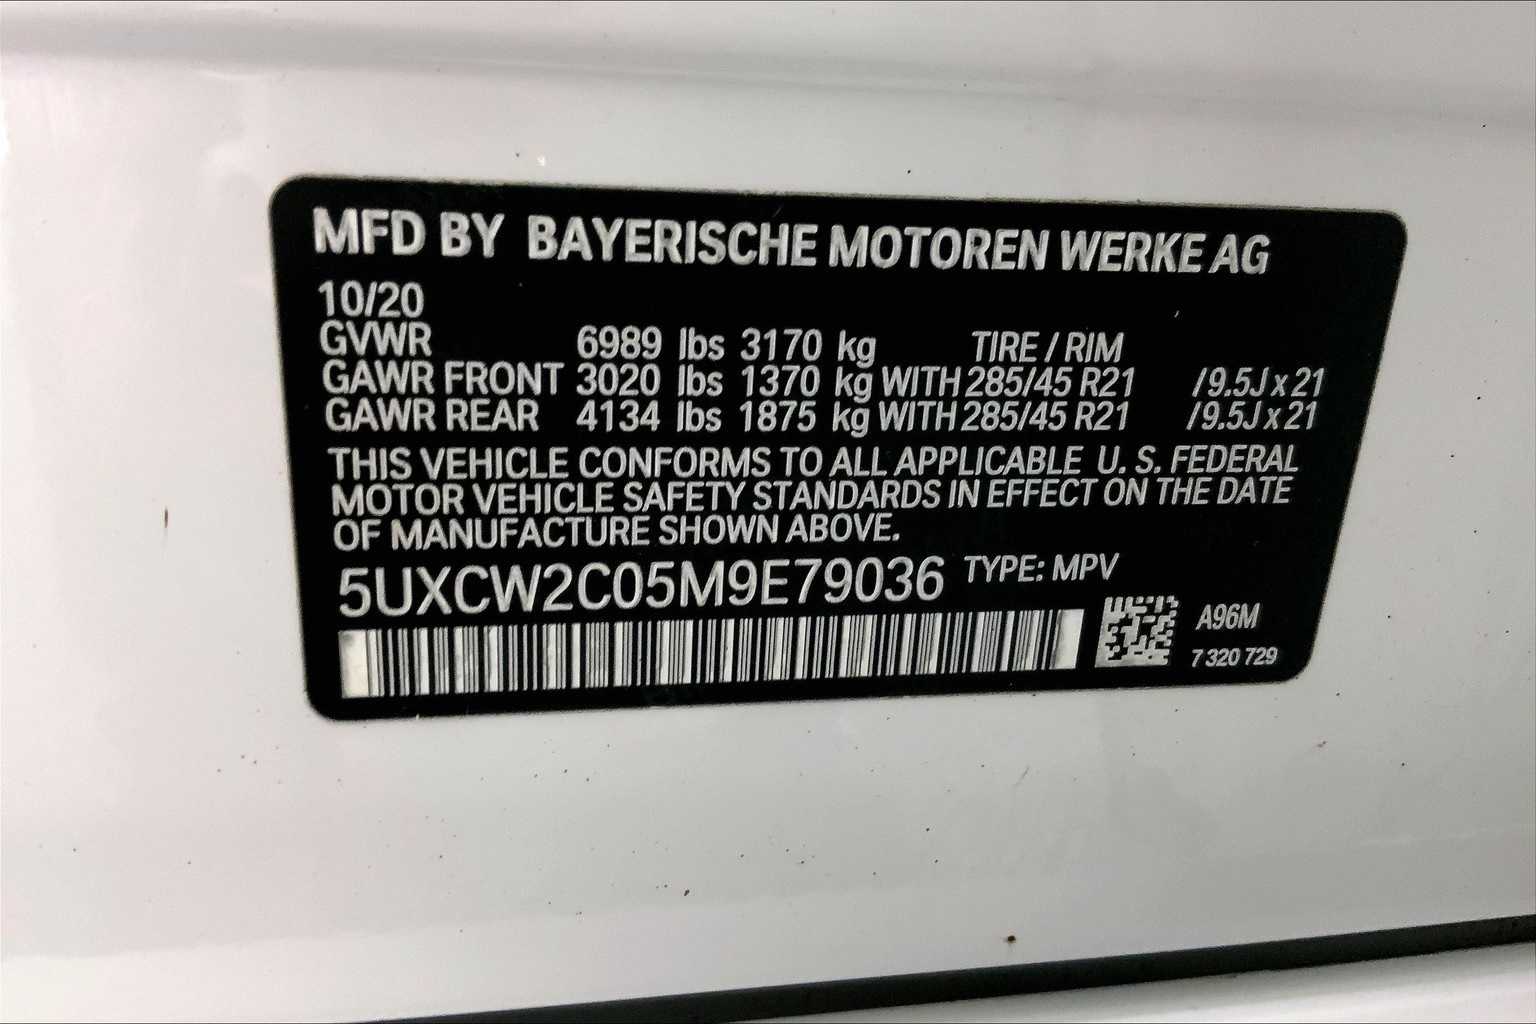 MFD BY BAYERISCHE MOTOREN WERKE AG
10/20
GVWR 6989 lbs 3170 kg TIRE / RIM
GAWR FRONT 3020 lbs 1370 kg WITH 285/45 R21 /9.5J x 21
GAWR REAR 4134 lbs 1875 kg WITH 285/45 R21 /9.5J x 21
THIS VEHICLE CONFORMS TO ALL APPLICABLE U. S. FEDERAL
MOTOR VEHICLE SAFETY STANDARDS IN EFFECT ON THE DATE
OF MANUFACTURE SHOWN ABOVE.
5UXCW2C05M9E79036 TYPE: MPV
A96M
7 320 729